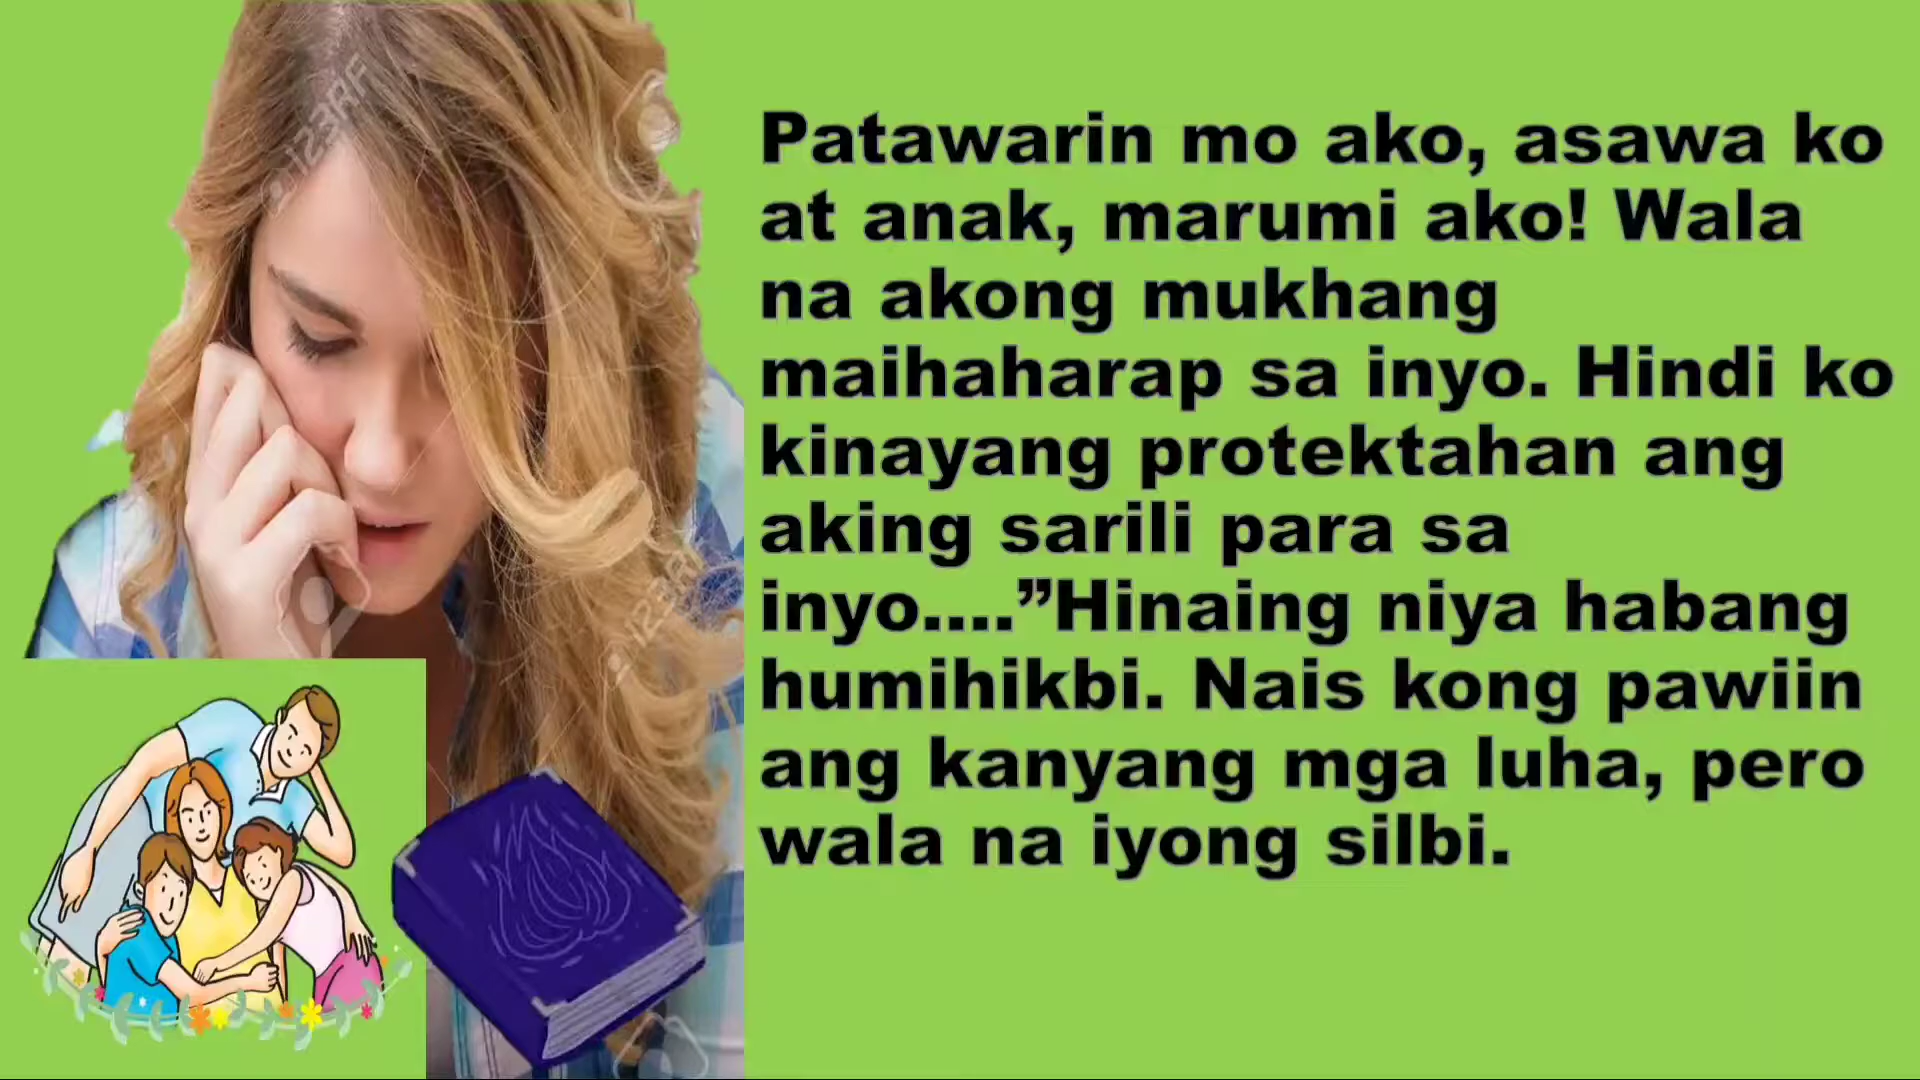 Patawarin mo ako, asawa ko
at anak, marumi ako! Wala
na akong mukhang
maihaharap sa inyo. Hindi ko
kinayang protektahan ang
aking sarili para sa
inyo....”Hinaing niya habang
humihikbi. Nais kong pawiin
ang kanyang mga luha, pero
wala na iyong silbi.
123RF
123RF